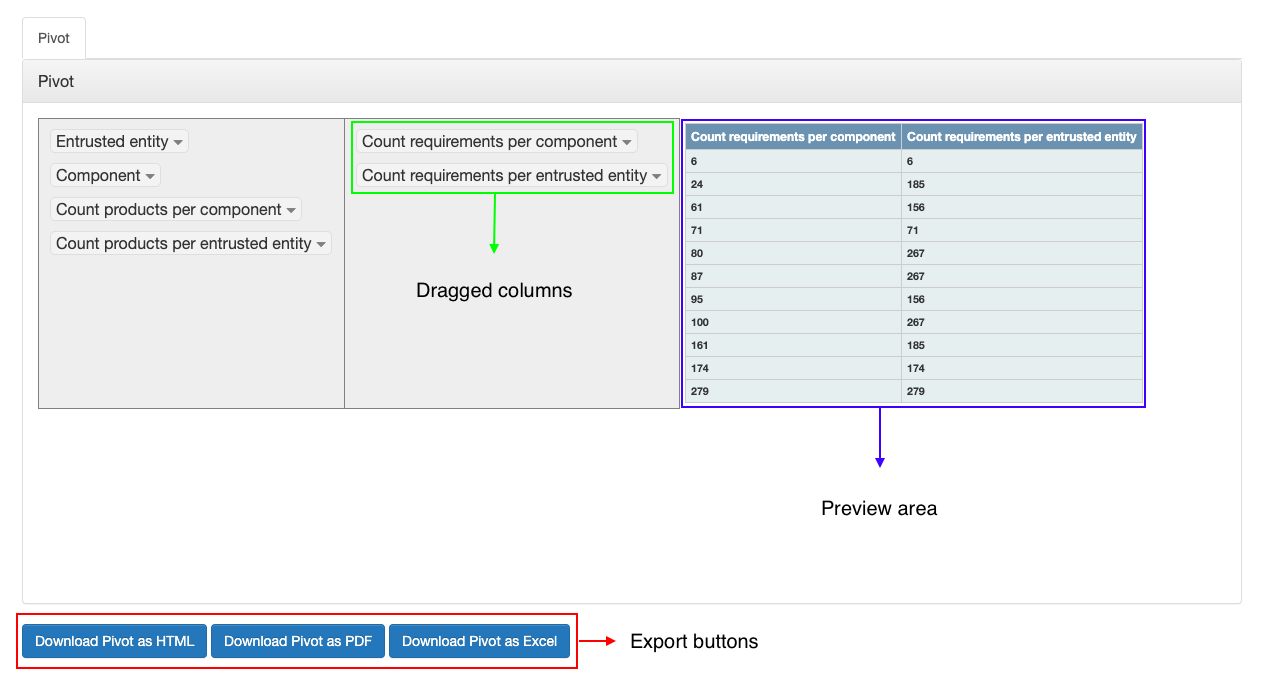 Pivot
Pivot
Entrusted entity
Component
Count products per component
Count products per entrusted entity
Count requirements per component
Count requirements per entrusted entity
Dragged columns
Count requirements per component Count requirements per entrusted entity
6 6
24 185
61 156
71 71
80 267
87 267
95 156
100 267
161 185
174 174
279 279
Preview area
Download Pivot as HTML Download Pivot as PDF Download Pivot as Excel
Export buttons